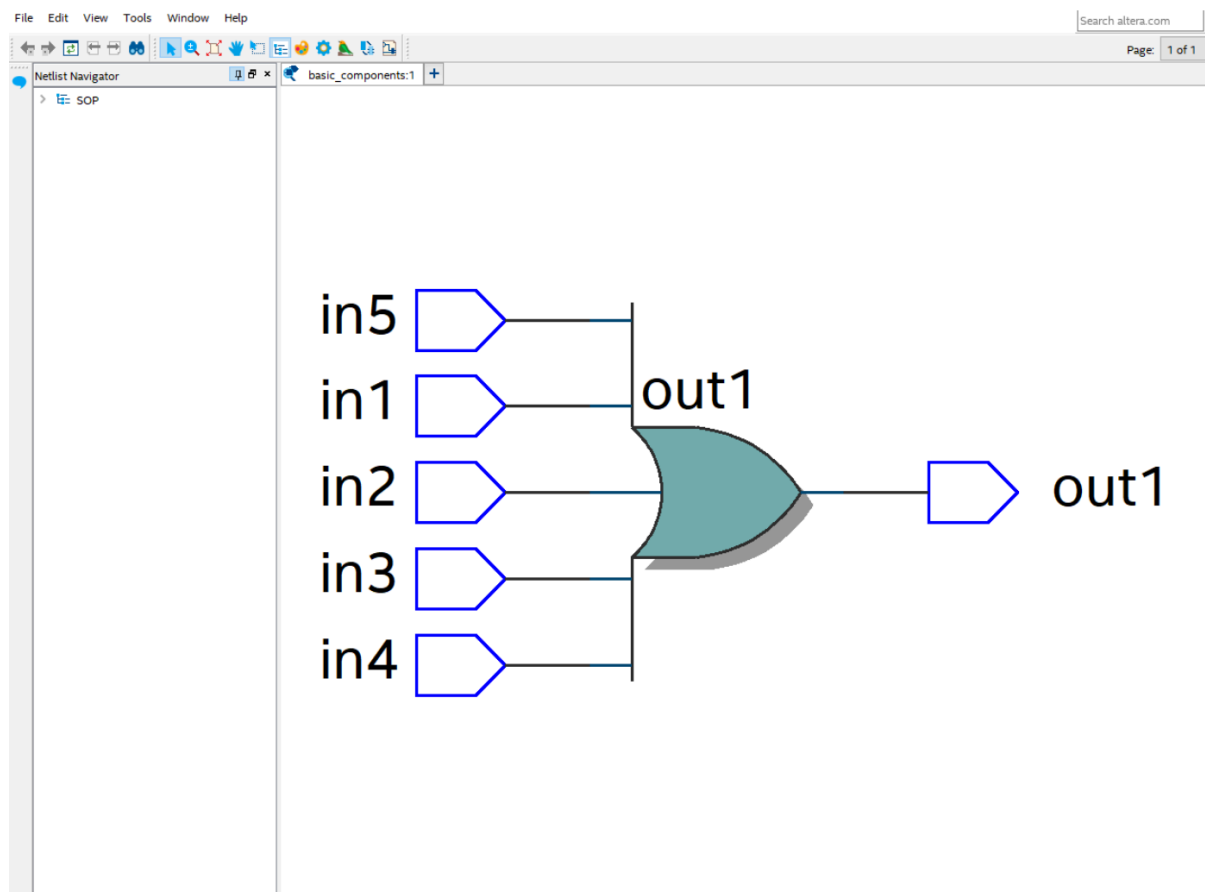 File Edit View Tools Window Help
Search altera.com
Page: 1 of 1
Netlist Navigator
basic_components:1
SOP
in5
in1
out1
in2
out1
in3
in4